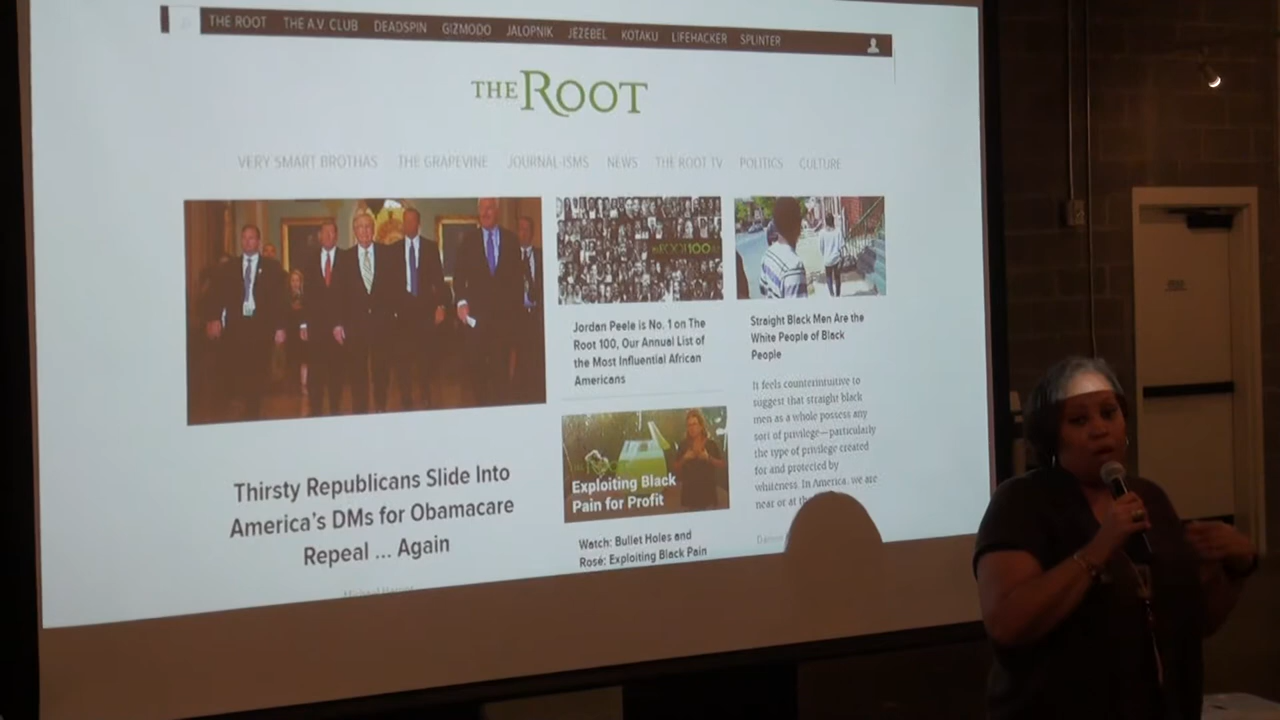 THE ROOT THE A.V. CLUB DEADSPIN GIZMODO JALOPNIK JEZEBEL KOTAKU LIFEHACKER SPLINTER
THE ROOT
VERY SMART BROTHAS THE GRAPEVINE JOURNAL-ISMS NEWS THE ROOT TV POLITICS CULTURE
Thirsty Republicans Slide Into
America's DMs for Obamacare
Repeal ... Again
ROOT100
Jordan Peele is No. 1 on The
Root 100, Our Annual List of
the Most Influential African
Americans
Exploiting Black
Pain for Profit
Watch: Bullet Holes and
Rosé: Exploiting Black Pain
Straight Black Men Are the
White People of Black
People
It feels counterintuitive to
suggest that straight black
men as a whole possess any
sort of privilege—particularly
the type of privilege created
for and protected by
whiteness. In America, we are
near or at